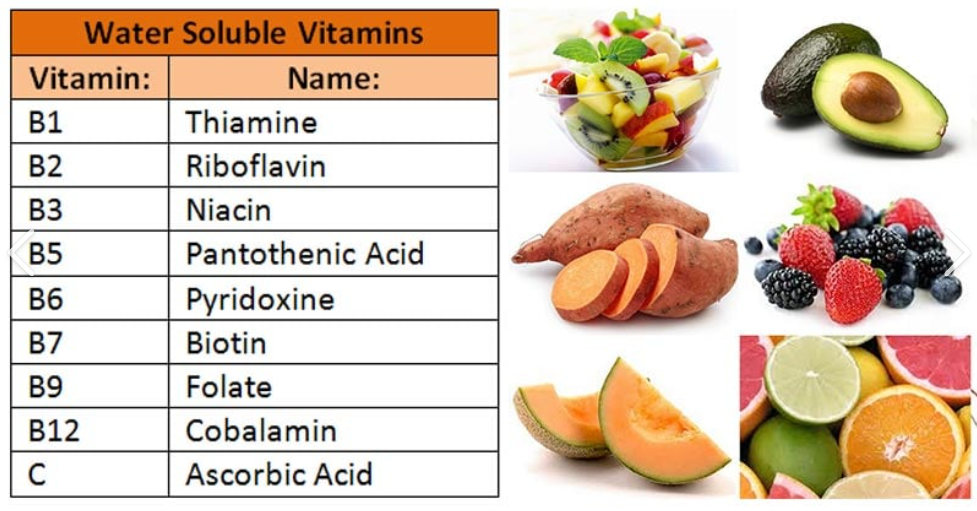 Water Soluble Vitamins
Vitamin: Name:
B1 Thiamine
B2 Riboflavin
B3 Niacin
B5 Pantothenic Acid
B6 Pyridoxine
B7 Biotin
B9 Folate
B12 Cobalamin
C Ascorbic Acid